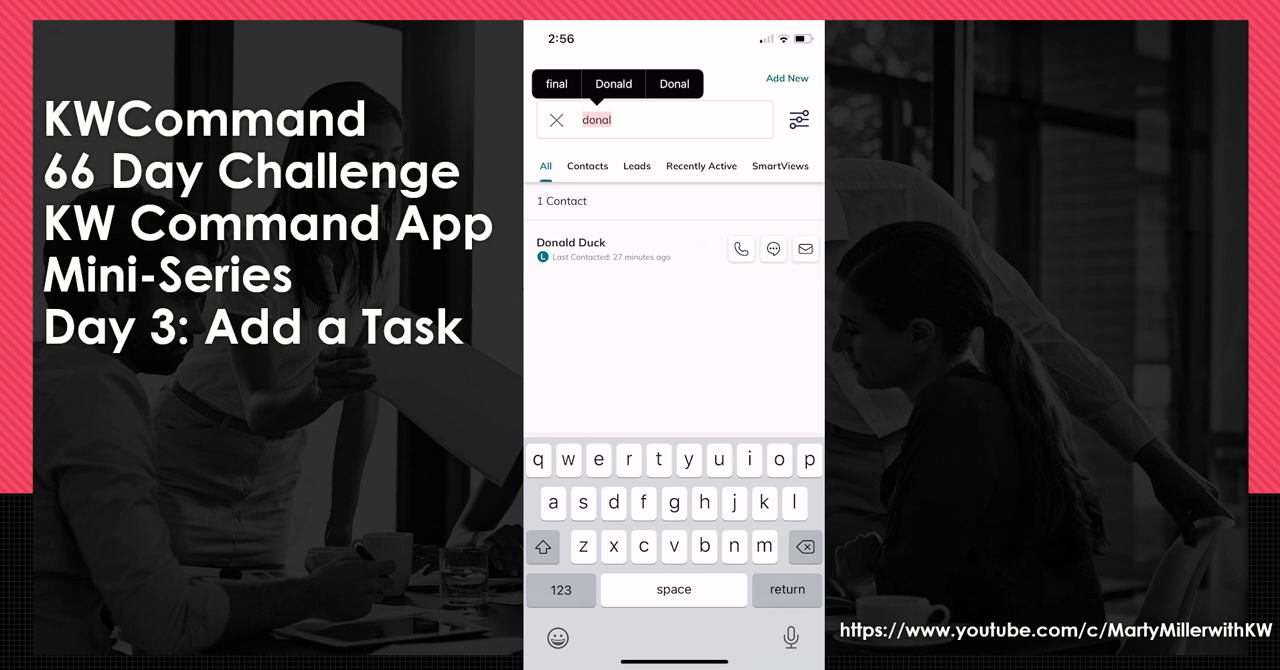 KWCommand
66 Day Challenge
KW Command App
Mini-Series
Day 3: Add a Task
2:56
final Donald Donal
Add New
donal
All Contacts Leads Recently Active SmartViews
1 Contact
Donald Duck
L Last Contacted: 27 minutes ago
q w e r t y u i o p
a s d f g h j k l
z x c v b n m
123 space return
https://www.youtube.com/c/MartyMillerwithKW